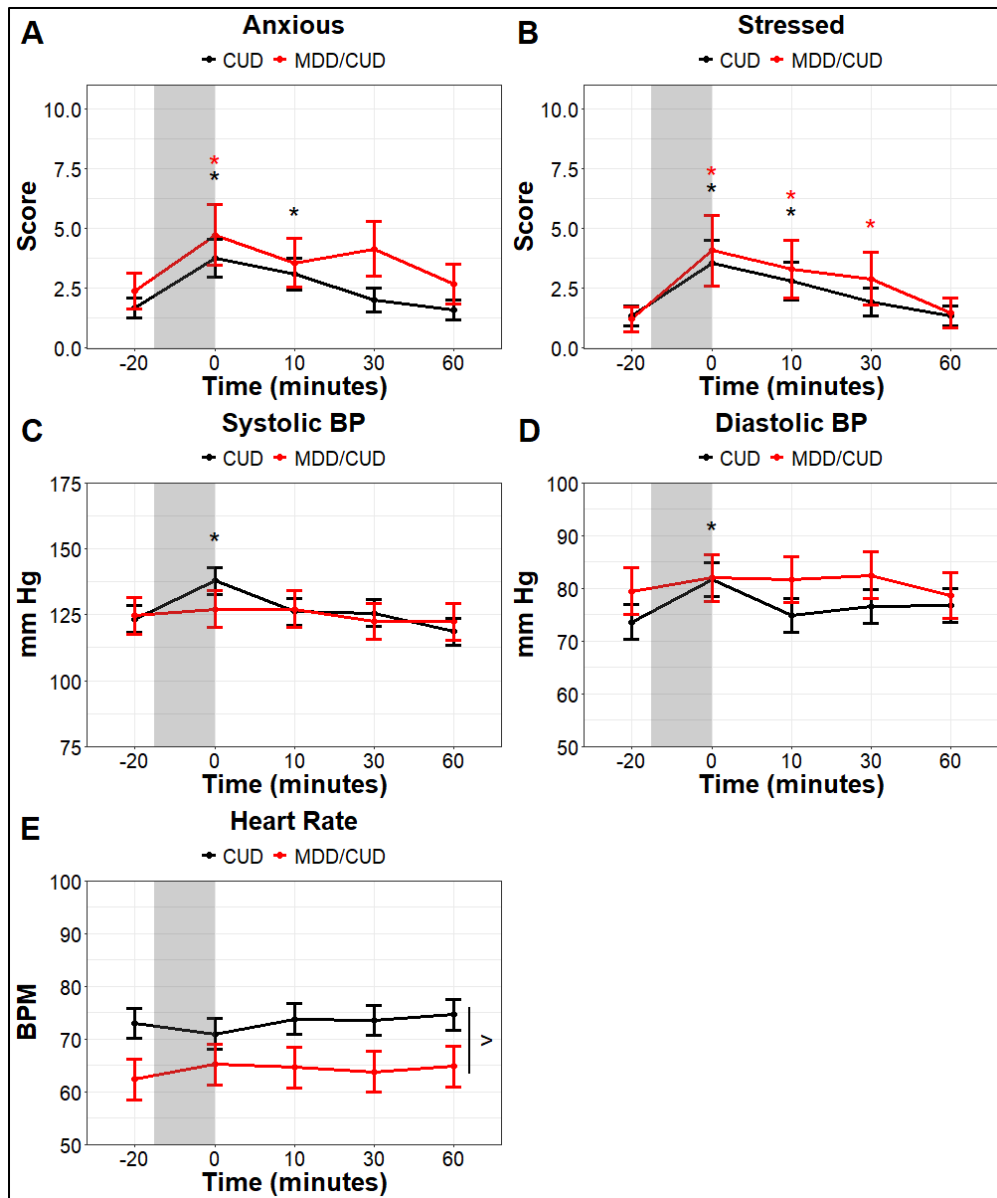 A
Anxious
CUD MDD/CUD
10.0
7.5
5.0
2.5
0.0
Score
*
*
*
-20 0 10 30 60
Time (minutes)
B
Stressed
CUD MDD/CUD
10.0
7.5
5.0
2.5
0.0
Score
*
*
*
*
*
-20 0 10 30 60
Time (minutes)
C
Systolic BP
CUD MDD/CUD
175
150
125
100
75
mm Hg
*
-20 0 10 30 60
Time (minutes)
D
Diastolic BP
CUD MDD/CUD
100
90
80
70
60
50
mm Hg
*
-20 0 10 30 60
Time (minutes)
E
Heart Rate
CUD MDD/CUD
100
90
80
70
60
50
BPM
>
-20 0 10 30 60
Time (minutes)